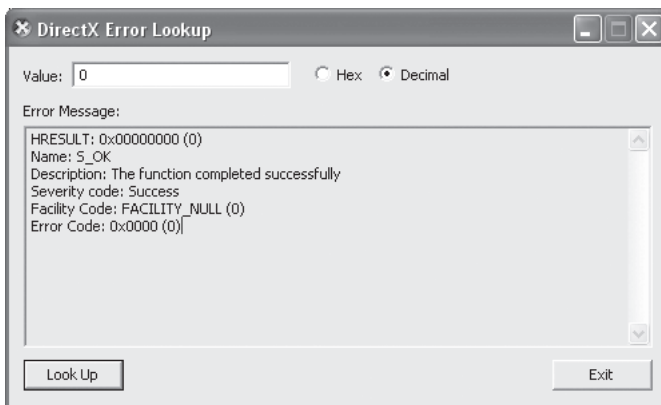 DirectX Error Lookup
Value: 0 Hex Decimal
Error Message:
HRESULT: 0x00000000 (0)
Name: S_OK
Description: The function completed successfully
Severity code: Success
Facility Code: FACILITY_NULL (0)
Error Code: 0x0000 (0)
Look Up Exit